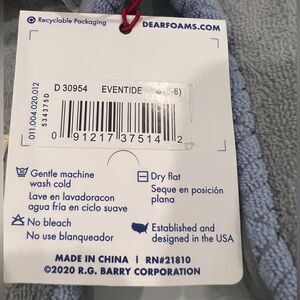 Recyclable Packaging
DEARFOAMS.COM
D 30954 EVENTIDE
011.004.020.012
534375D
0 91217 37514 2
Gentle machine
wash cold
Lave en lavadoracon
agua fría en ciclo suave
Dry flat
Seque en posición
plana
No bleach
No use blanqueador
Established and
designed in the USA
MADE IN CHINA | RN#21810
©2020 R.G. BARRY CORPORATION